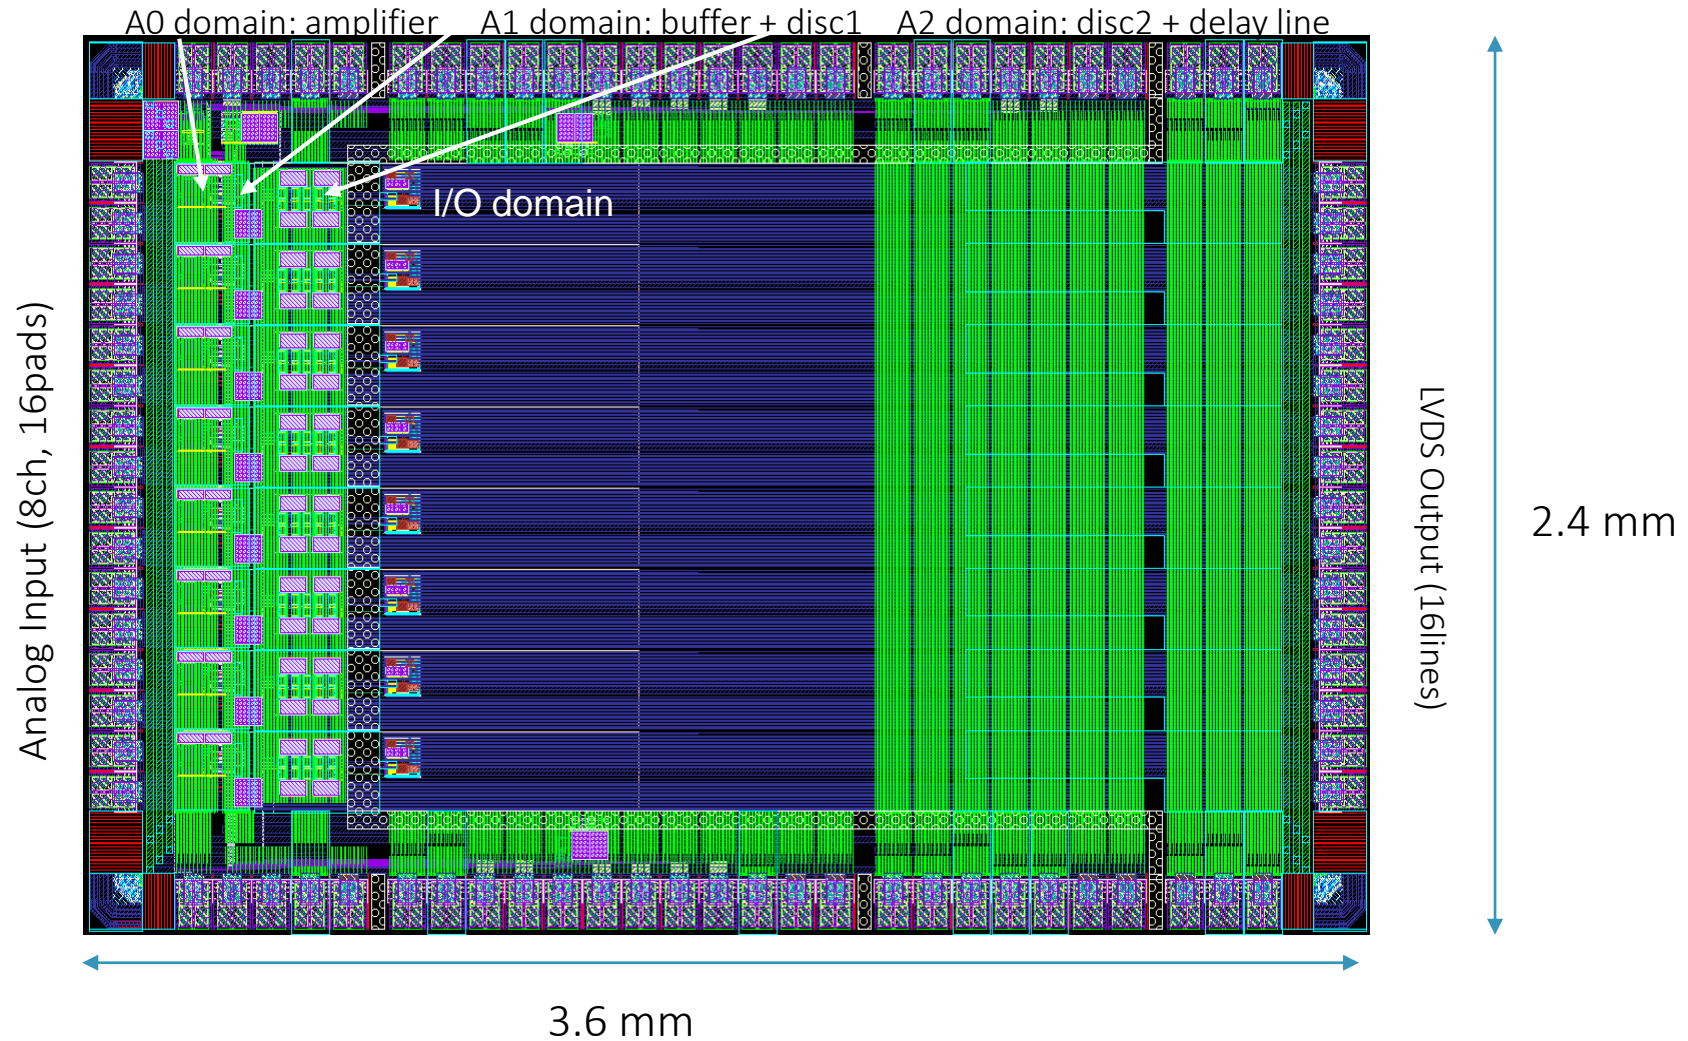 A0 domain: amplifier
A1 domain: buffer + disc1
A2 domain: disc2 + delay line
I/O domain
Analog Input (8ch, 16pads)
LVDS Output (16lines)
2.4 mm
3.6 mm